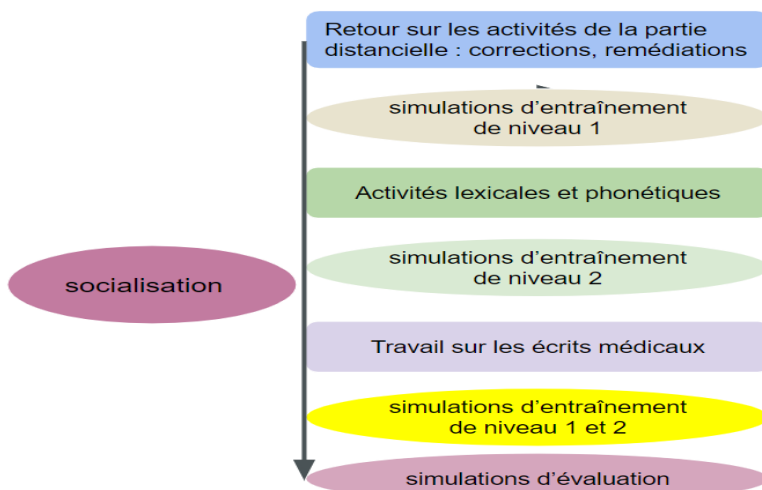 Retour sur les activités de la partie
distancielle : corrections, remédiations
simulations d’entraînement
de niveau 1
Activités lexicales et phonétiques
simulations d’entraînement
de niveau 2
socialisation
Travail sur les écrits médicaux
simulations d’entraînement
de niveau 1 et 2
simulations d’évaluation